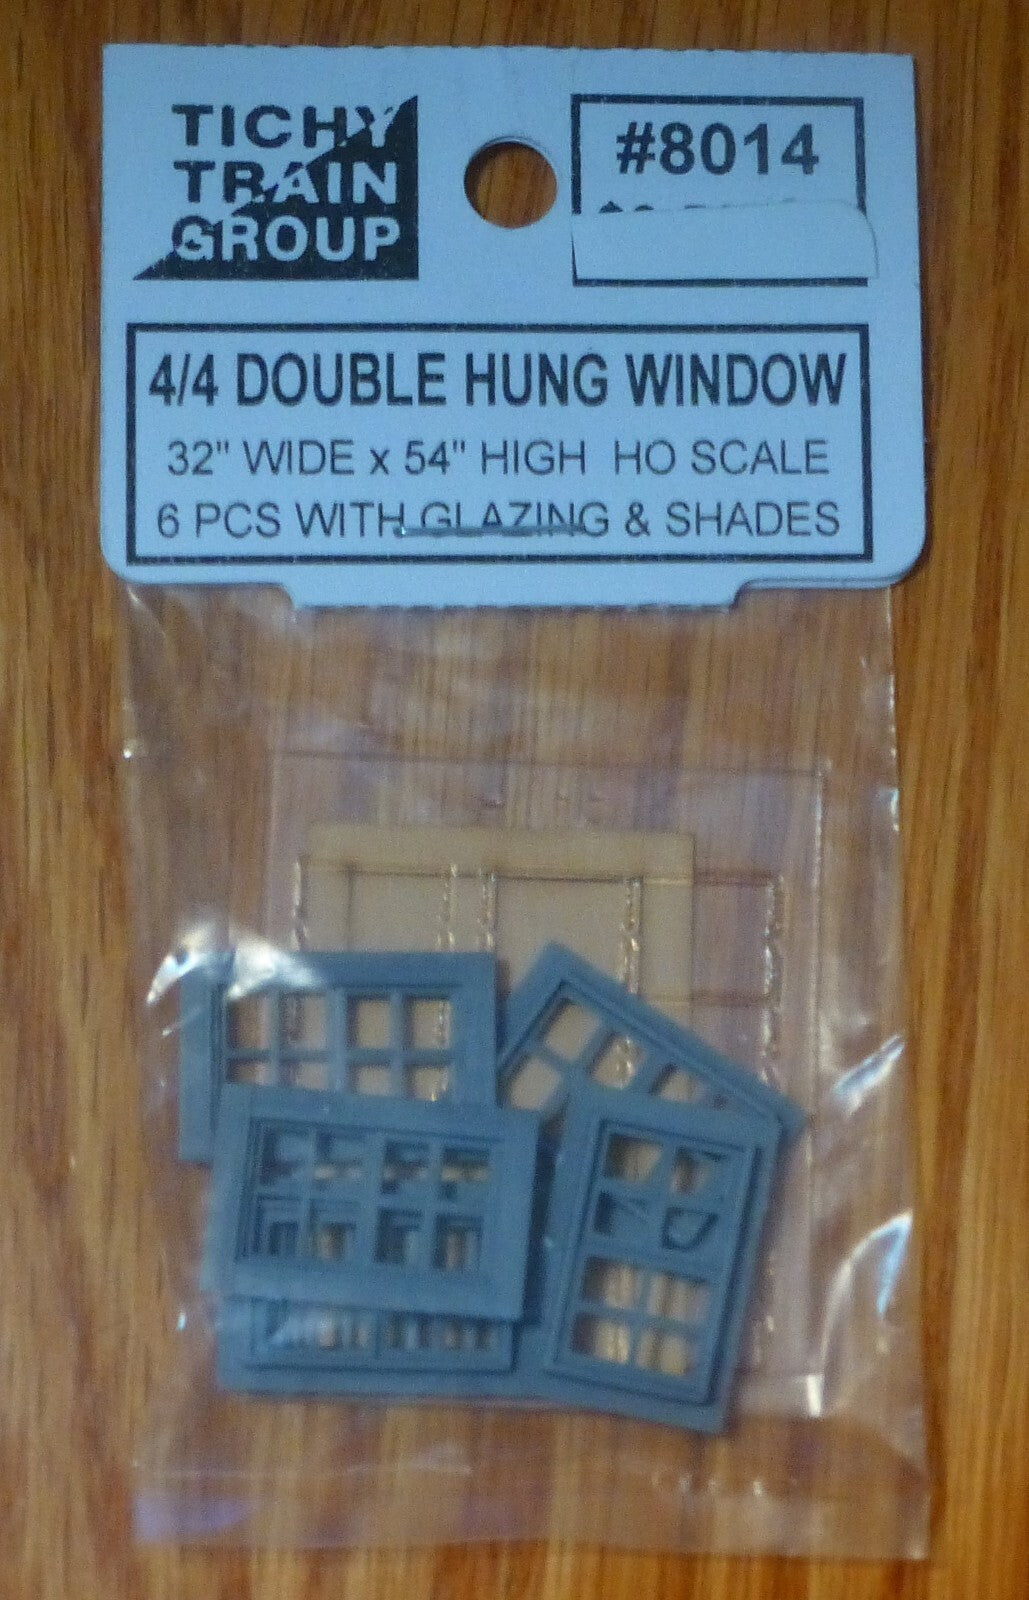 TICHY
TRAIN
GROUP
#8014
4/4 DOUBLE HUNG WINDOW
32" WIDE x 54" HIGH HO SCALE
6 PCS WITH GLAZING & SHADES